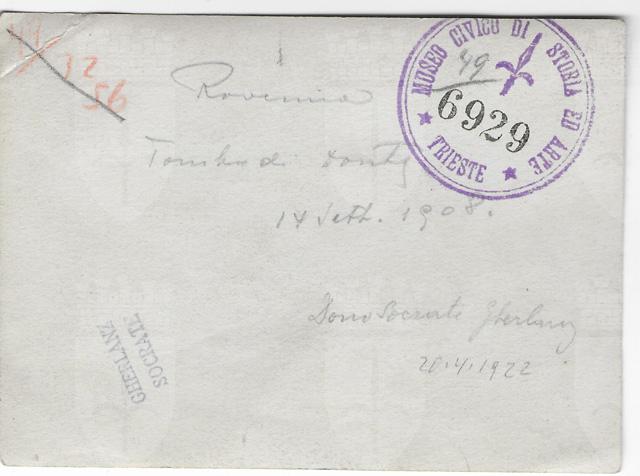 12
56
MUSEO CIVICO DI STORIA ED ARTE
49
6929
TRIESTE
Ravenna
Tomba di Dante
14 Sett. 1908.
Dono Socrate Gherlanz
20.4.1922
GHERLANZ
SOCRATE